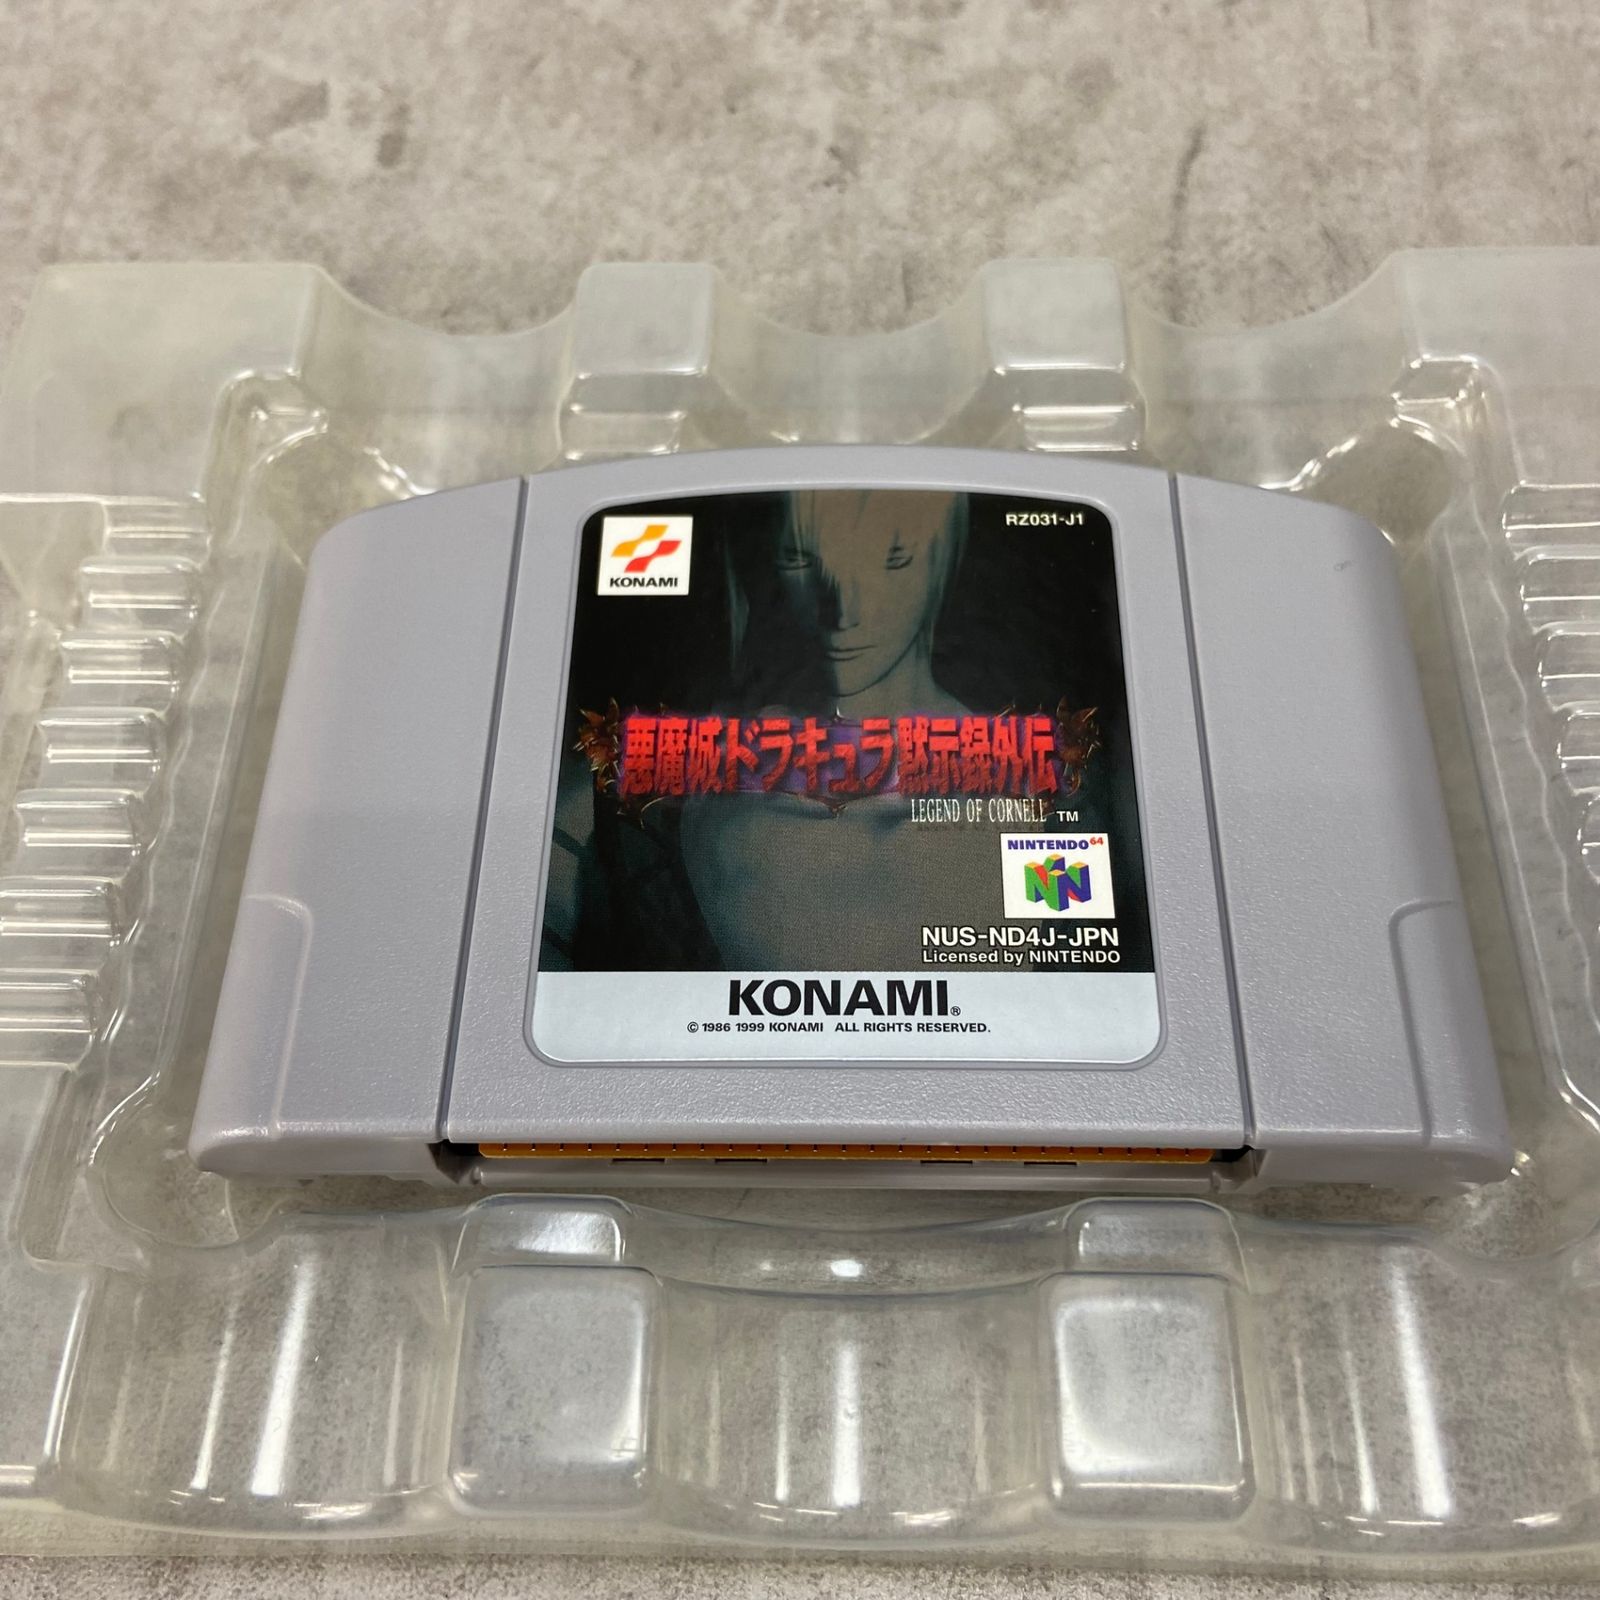 RZ031-J1
KONAMI
悪魔城ドラキュラ黙示録外伝
LEGEND OF CORNELL TM
NINTENDO64
NUS-ND4J-JPN
Licensed by NINTENDO
KONAMI®
© 1986 1999 KONAMI ALL RIGHTS RESERVED.